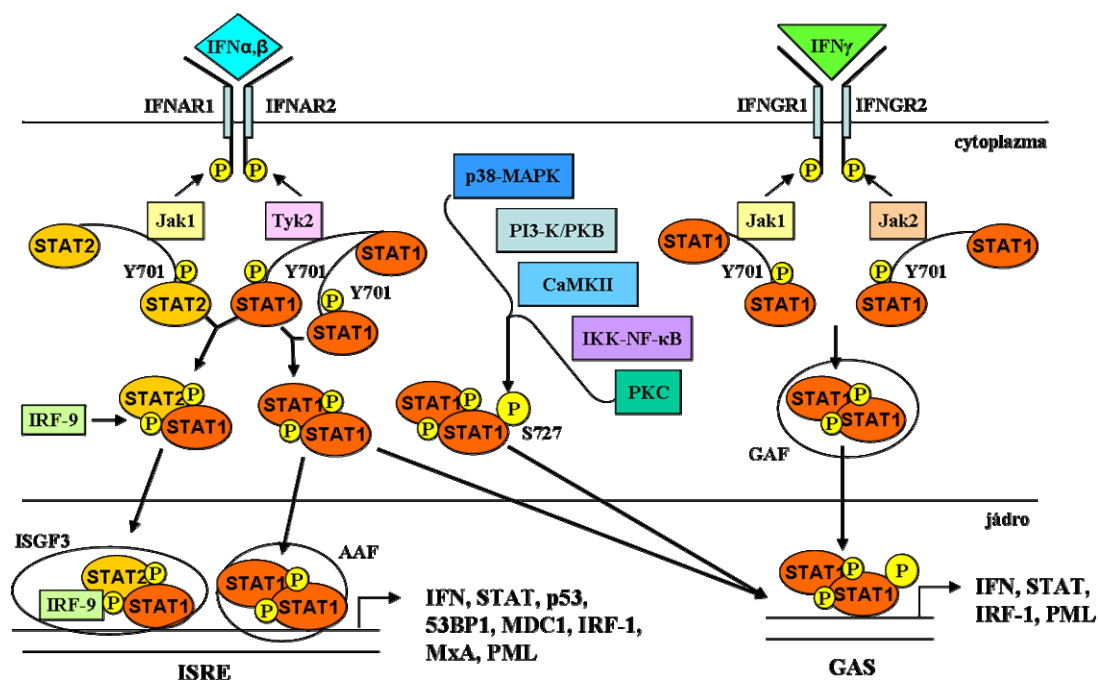 IFNα,β
IFNγ
IFNAR1
IFNAR2
IFNGR1
IFNGR2
cytoplazma
P
P
P
P
p38-MAPK
Jak1
Tyk2
PI3-K/PKB
Jak1
Jak2
STAT2
STAT1
STAT1
STAT1
Y701
P
P
Y701
Y701
P
Y701
P
P
Y701
STAT2
STAT1
STAT1
CaMKII
STAT1
STAT1
IKK-NF-κB
PKC
IRF-9
STAT2
P
P
STAT1
STAT1
P
P
STAT1
STAT1
P
P
STAT1
P
S727
STAT1
P
P
STAT1
GAF
jádro
ISGF3
STAT2
P
IRF-9
P
STAT1
AAF
STAT1
P
P
STAT1
IFN, STAT, p53,
53BP1, MDC1, IRF-1,
MxA, PML
STAT1
P
P
P
STAT1
IFN, STAT,
IRF-1, PML
ISRE
GAS